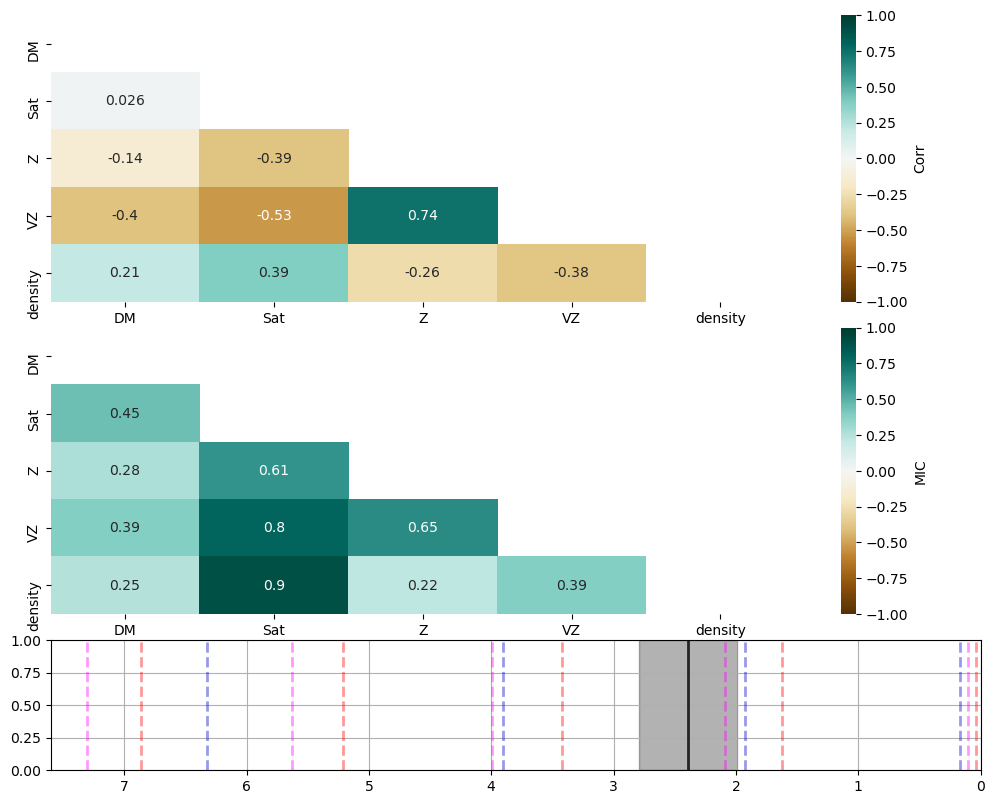 DM
Sat
Z
VZ
density
0.026
-0.14 -0.39
-0.4 -0.53 0.74
0.21 0.39 -0.26 -0.38
DM Sat Z VZ density
1.00
0.75
0.50
0.25
0.00
−0.25
−0.50
−0.75
−1.00
Corr
DM
Sat
Z
VZ
density
0.45
0.28 0.61
0.39 0.8 0.65
0.25 0.9 0.22 0.39
DM Sat Z VZ density
1.00
0.75
0.50
0.25
0.00
−0.25
−0.50
−0.75
−1.00
MIC
1.00
0.75
0.50
0.25
0.00
7 6 5 4 3 2 1 0